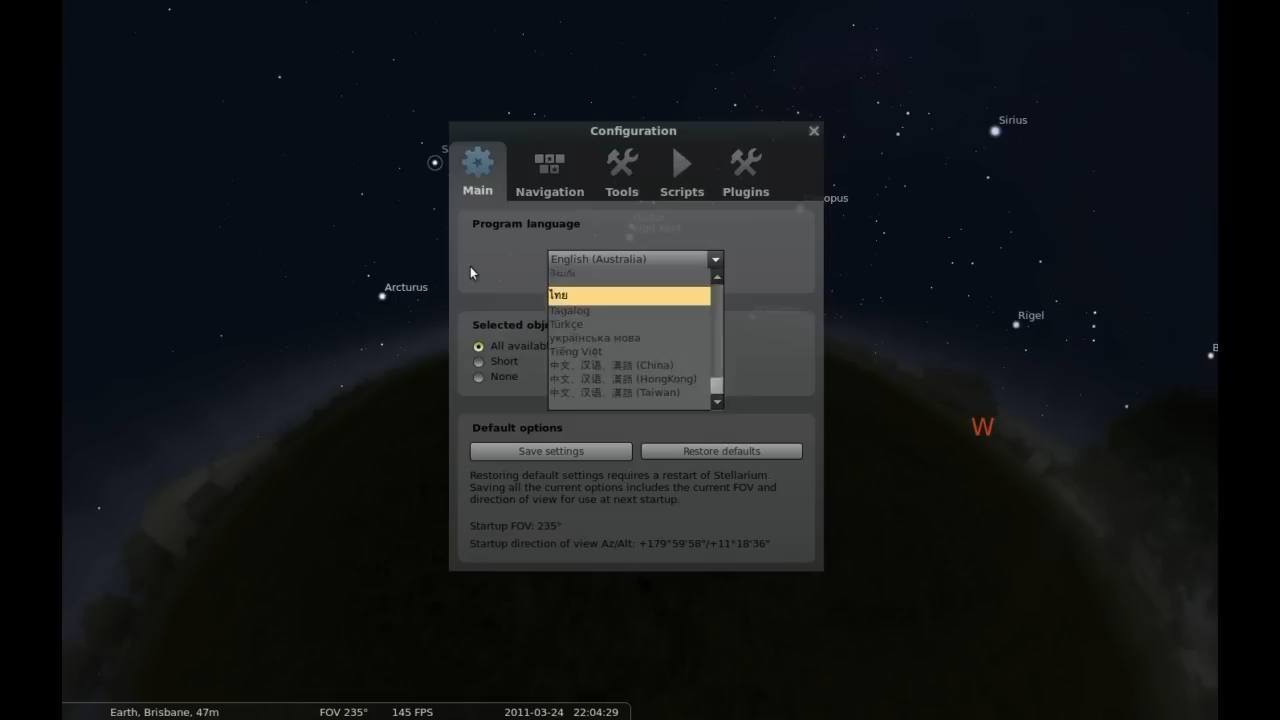 Sirius
Configuration
Main
Navigation
Tools
Scripts
Plugins
Program language
English (Australia)
ไทย
Tagalog
Türkçe
українська мова
Tiếng Việt
中文、汉语、漢語 (China)
中文、汉语、漢語 (HongKong)
中文、汉语、漢語 (Taiwan)
Arcturus
Rigel
All
Short
None
W
Default options
Save settings
Restore defaults
Restoring default settings requires a restart of Stellarium.
Saving all the current options includes the current FOV and
direction of view for use at next startup.
Startup FOV: 235°
Startup direction of view Az/Alt: +179°59'58"/+11°18'36"
Earth, Brisbane, 47m
FOV 235°
145 FPS
2011-03-24 22:04:29